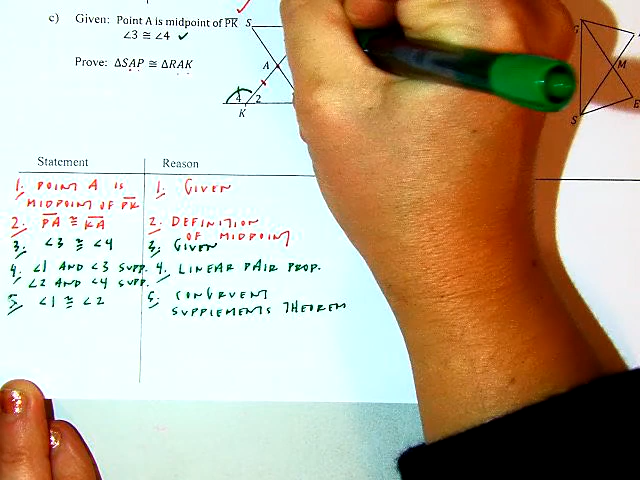 c) Given: Point A is midpoint of PK S
∠3 ≅ ∠4 ✓
Prove: ΔSAP ≅ ΔRAK
A
4 2
K
M
S
E
Statement Reason
1. POINT A IS MIDPOINT OF PK 1. GIVEN
2. PA ≅ KA 2. DEFINITION OF MIDPOINT
3. ∠3 ≅ ∠4 3. GIVEN
4. ∠1 AND ∠3 SUPP. 4. LINEAR PAIR PROP.
∠2 AND ∠4 SUPP.
5. ∠1 ≅ ∠2 5. CONGRUENT
SUPPLEMENTS THEOREM